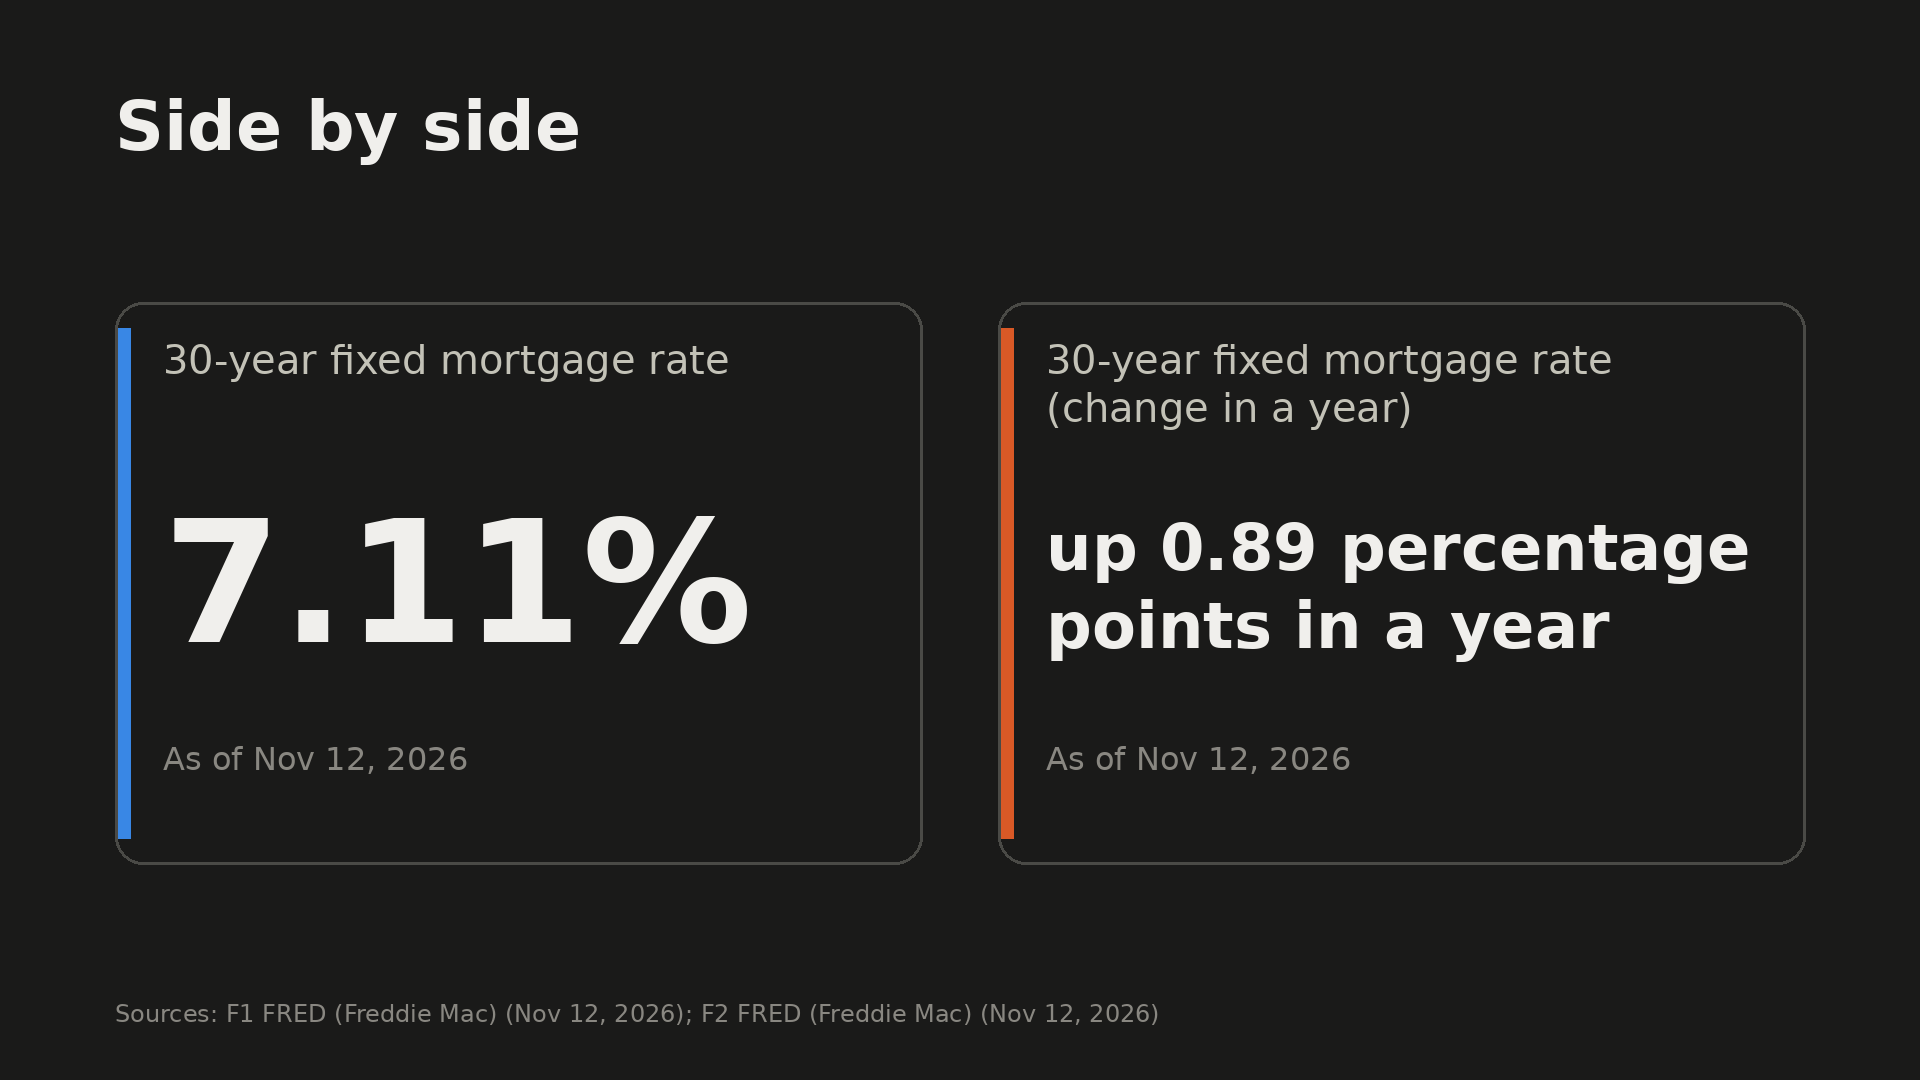 Side by side
30-year fixed mortgage rate
7.11%
As of Nov 12, 2026
30-year fixed mortgage rate
(change in a year)
up 0.89 percentage
points in a year
As of Nov 12, 2026
Sources: F1 FRED (Freddie Mac) (Nov 12, 2026); F2 FRED (Freddie Mac) (Nov 12, 2026)